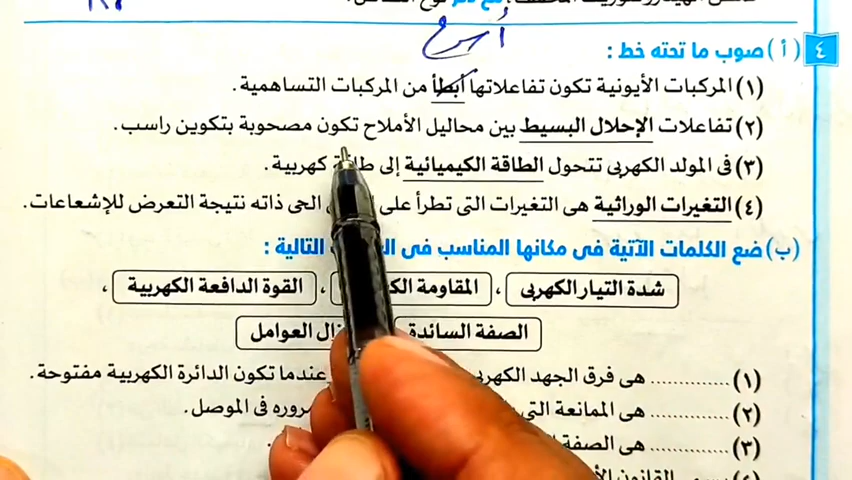 أسرع
٤ (أ) صوب ما تحته خط :
(١) المركبات الأيونية تكون تفاعلاتها أبطأ من المركبات التساهمية .
(٢) تفاعلات الإحلال البسيط بين محاليل الأملاح تكون مصحوبة بتكوين راسب .
(٣) فى المولد الكهربى تتحول الطاقة الكيميائية إلى طاقة كهربية .
(٤) التغيرات الوراثية هى التغيرات التى تطرأ على الحى ذاته نتيجة التعرض للإشعاعات .
(ب) ضع الكلمات الآتية فى مكانها المناسب فى التالية :
شدة التيار الكهربى ، المقاومة ، القوة الدافعة الكهربية ،
الصفة السائدة العوامل
(١) .............. هى فرق الجهد عندما تكون الدائرة الكهربية مفتوحة .
(٢) .............. هى الممانعة مروره فى الموصل .
(٣) .............. هى الصفة